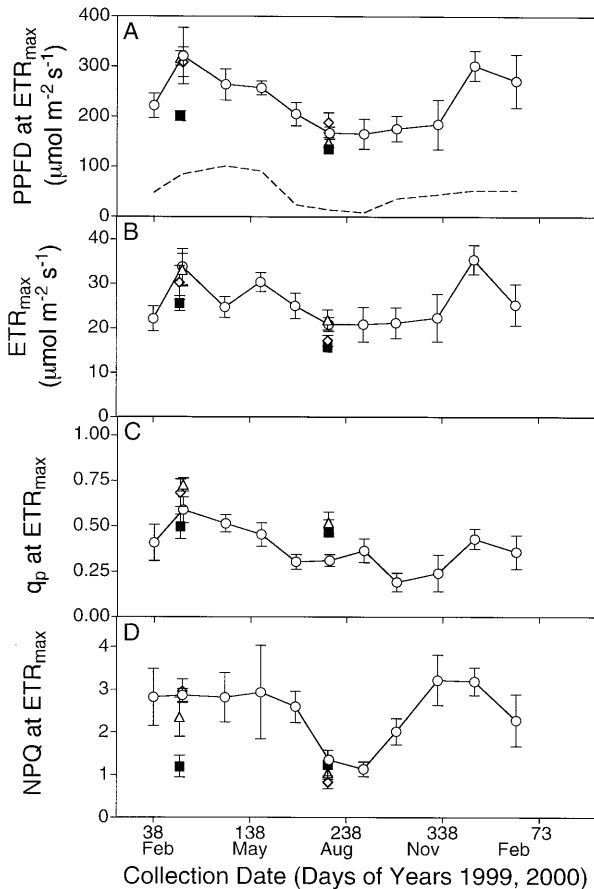 A
PPFD at ETRmax
(μmol m-2 s-1)
400
300
200
100
0
B
ETRmax
(μmol m-2 s-1)
40
30
20
10
0
C
qp at ETRmax
1.00
0.75
0.50
0.25
0.00
D
NPQ at ETRmax
4
3
2
1
0
38 138 238 338 73
Feb May Aug Nov Feb
Collection Date (Days of Years 1999, 2000)